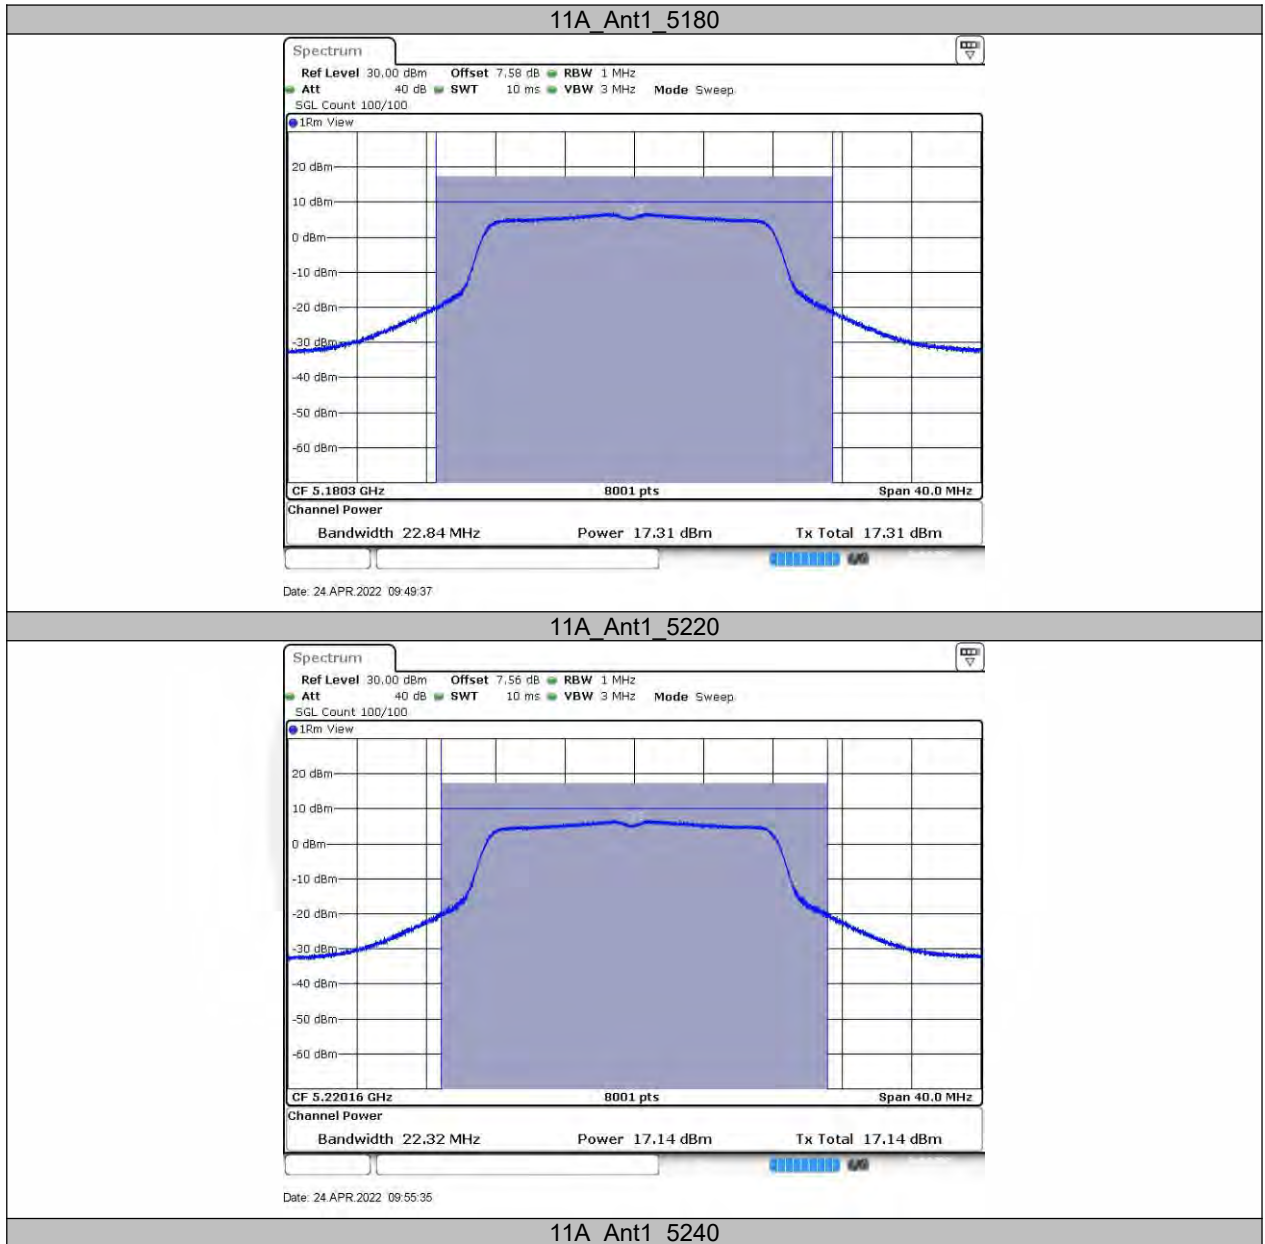 11A_Ant1_5180
Spectrum
Ref Level 30.00 dBm Offset 7.58 dB RBW 1 MHz
Att 40 dB SWT 10 ms VBW 3 MHz Mode Sweep
SGL Count 100/100
1Rm View
20 dBm
10 dBm
0 dBm
-10 dBm
-20 dBm
-30 dBm
-40 dBm
-50 dBm
-60 dBm
CF 5.1803 GHz 8001 pts Span 40.0 MHz
Channel Power
Bandwidth 22.84 MHz Power 17.31 dBm Tx Total 17.31 dBm
Date: 24.APR.2022 09:49:37
11A_Ant1_5220
Spectrum
Ref Level 30.00 dBm Offset 7.56 dB RBW 1 MHz
Att 40 dB SWT 10 ms VBW 3 MHz Mode Sweep
SGL Count 100/100
1Rm View
20 dBm
10 dBm
0 dBm
-10 dBm
-20 dBm
-30 dBm
-40 dBm
-50 dBm
-60 dBm
CF 5.22016 GHz 8001 pts Span 40.0 MHz
Channel Power
Bandwidth 22.32 MHz Power 17.14 dBm Tx Total 17.14 dBm
Date: 24.APR.2022 09:55:35
11A_Ant1_5240